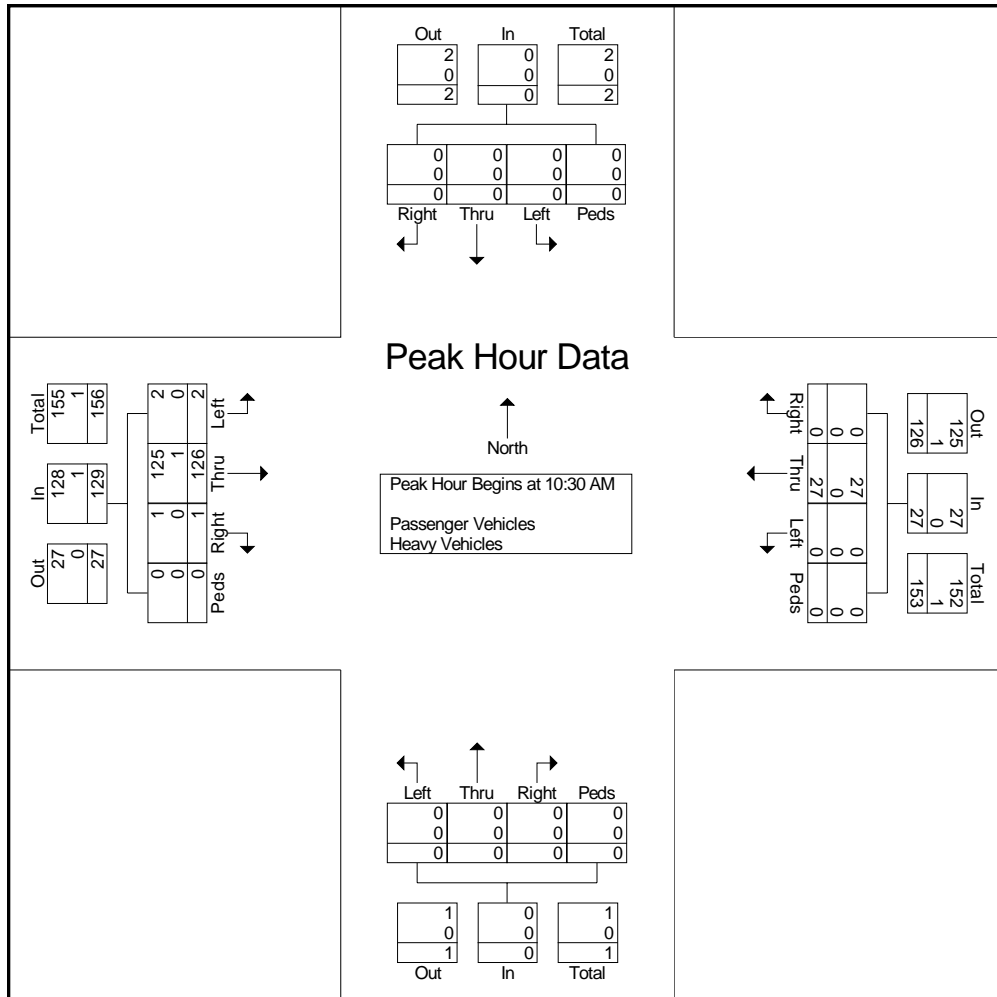 Out In Total
2 0 2
0 0 0
2 0 2
0 0 0 0
0 0 0 0
0 0 0 0
Right Thru Left Peds
Peak Hour Data
North
Peak Hour Begins at 10:30 AM
Passenger Vehicles
Heavy Vehicles
Total In Out
155 128 27
1 1 0
156 129 27
2 125 1 0
0 1 0 0
2 126 1 0
Left Thru Right Peds
Out In Total
125 27 152
1 0 1
126 27 153
Right Thru Left Peds
0 27 0 0
0 0 0 0
0 27 0 0
Left Thru Right Peds
0 0 0 0
0 0 0 0
0 0 0 0
1 0 1
0 0 0
1 0 1
Out In Total